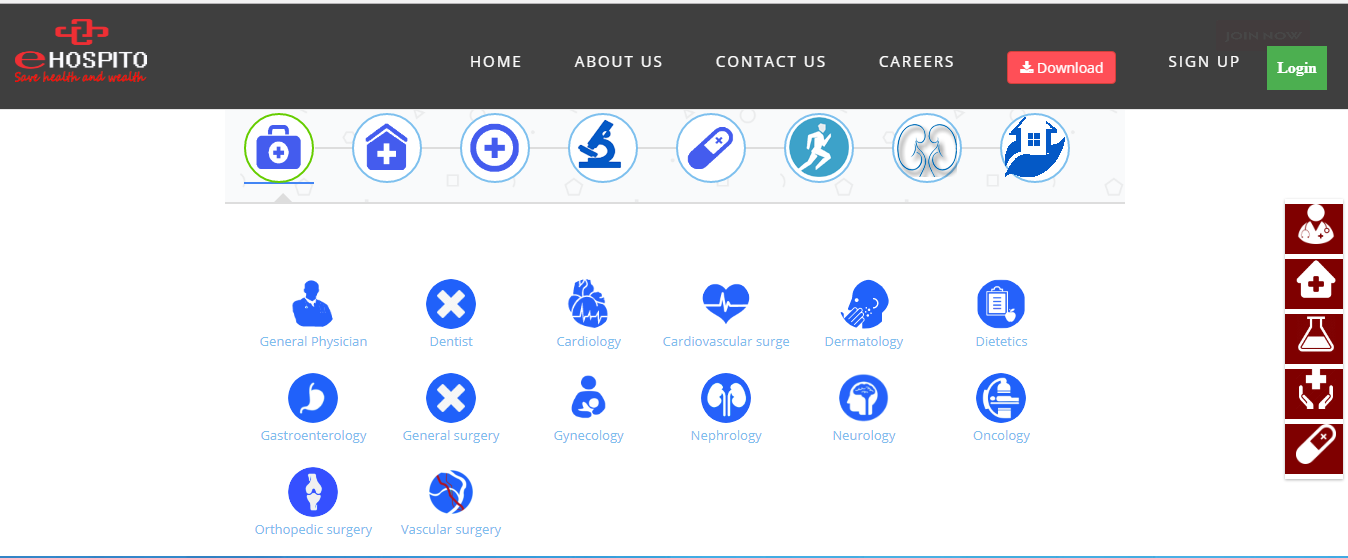 JOIN NOW
eHOSPITO
Save health and wealth
HOME ABOUT US CONTACT US CAREERS Download SIGN UP Login
General Physician Dentist Cardiology Cardiovascular surge Dermatology Dietetics
Gastroenterology General surgery Gynecology Nephrology Neurology Oncology
Orthopedic surgery Vascular surgery